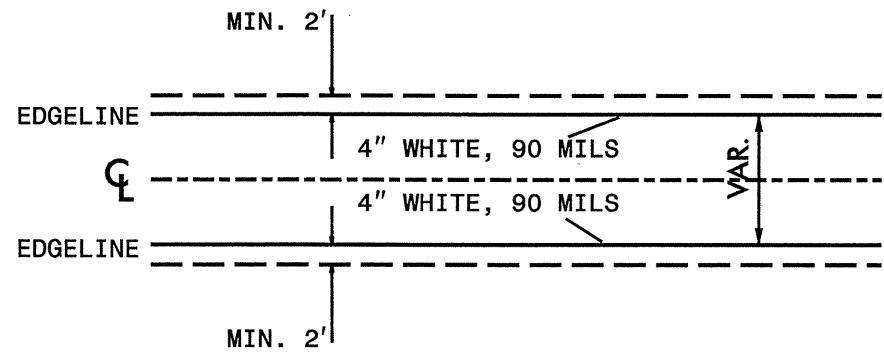 MIN. 2'
EDGELINE
4" WHITE, 90 MILS
℄
VAR.
4" WHITE, 90 MILS
EDGELINE
MIN. 2'